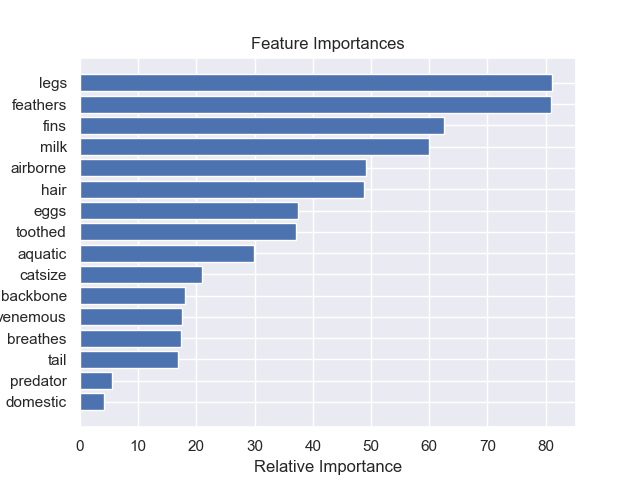 Feature Importances
legs
feathers
fins
milk
airborne
hair
eggs
toothed
aquatic
catsize
backbone
venemous
breathes
tail
predator
domestic
0 10 20 30 40 50 60 70 80
Relative Importance